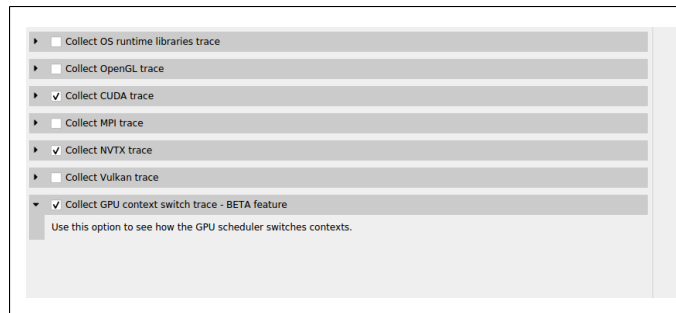 Collect OS runtime libraries trace
Collect OpenGL trace
Collect CUDA trace
Collect MPI trace
Collect NVTX trace
Collect Vulkan trace
Collect GPU context switch trace - BETA feature
Use this option to see how the GPU scheduler switches contexts.